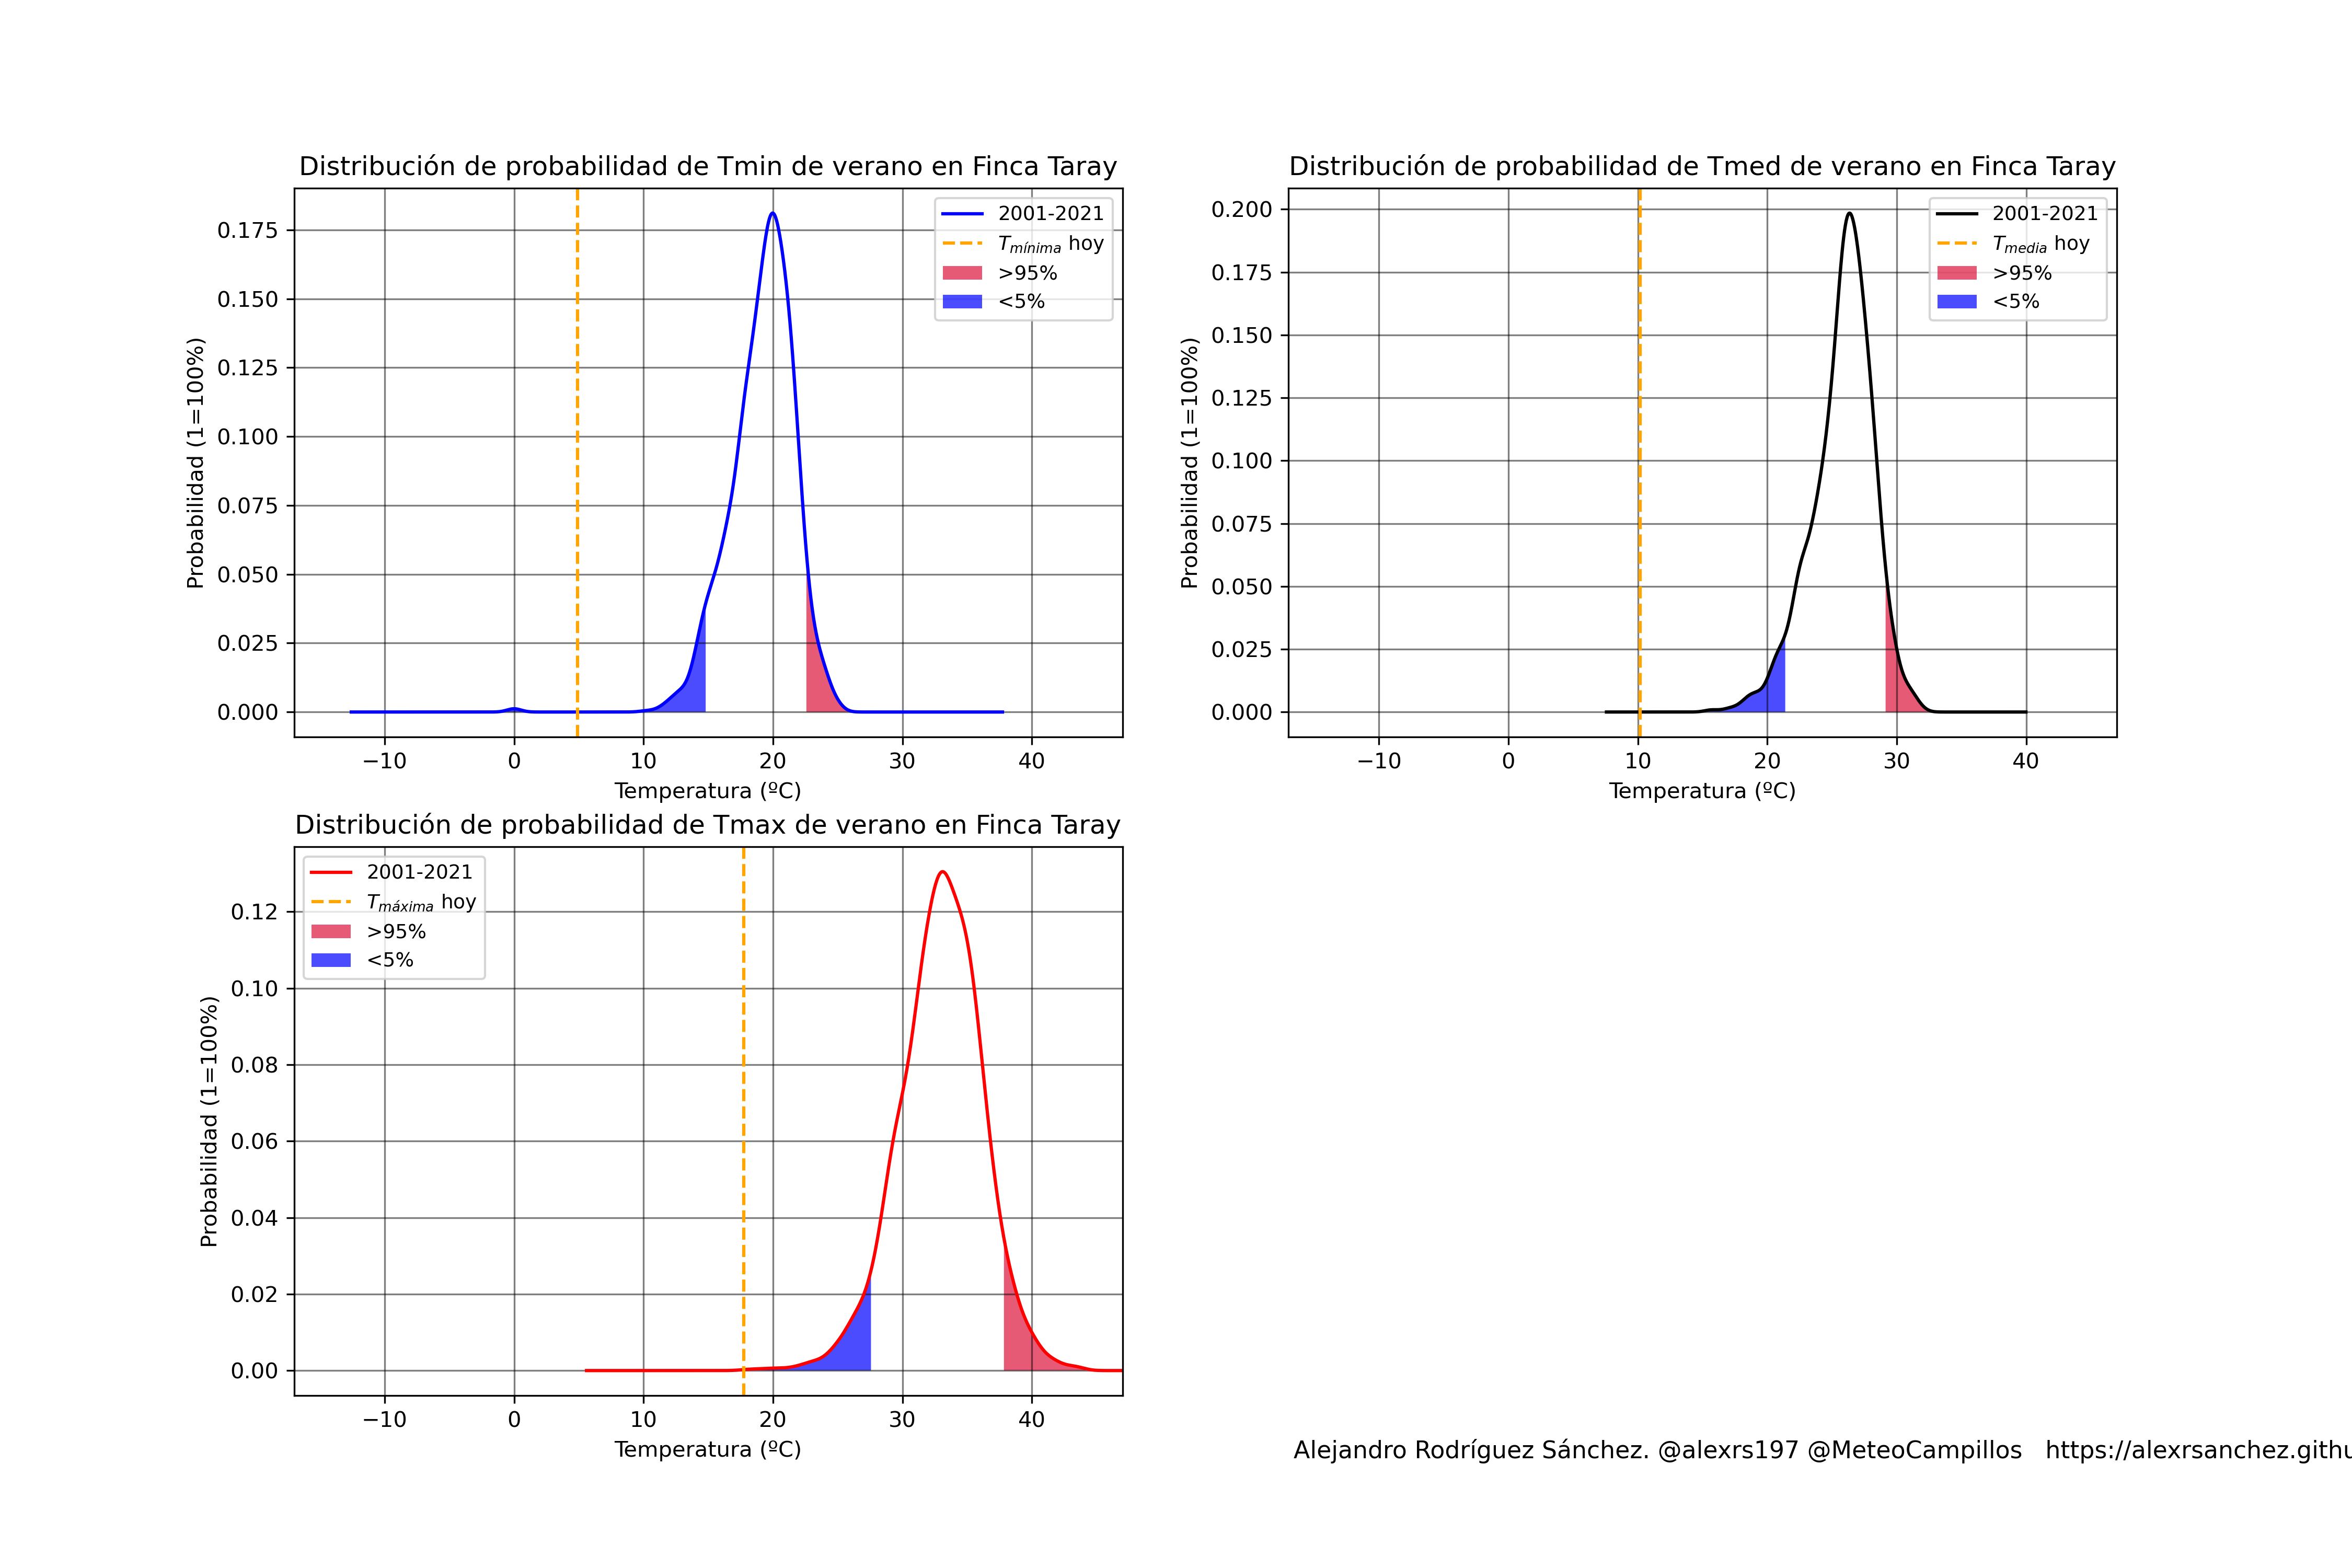 Distribución de probabilidad de Tmin de verano en Finca Taray
0.175
0.150
0.125
0.100
0.075
0.050
0.025
0.000
Probabilidad (1=100%)
2001-2021
Tmínima hoy
>95%
<5%
−10 0 10 20 30 40
Temperatura (ºC)
Distribución de probabilidad de Tmed de verano en Finca Taray
0.200
0.175
0.150
0.125
0.100
0.075
0.050
0.025
0.000
Probabilidad (1=100%)
2001-2021
Tmedia hoy
>95%
<5%
−10 0 10 20 30 40
Temperatura (ºC)
Distribución de probabilidad de Tmax de verano en Finca Taray
0.12
0.10
0.08
0.06
0.04
0.02
0.00
Probabilidad (1=100%)
2001-2021
Tmáxima hoy
>95%
<5%
−10 0 10 20 30 40
Temperatura (ºC)
Alejandro Rodríguez Sánchez. @alexrs197 @MeteoCampillos https://alexrsanchez.githu